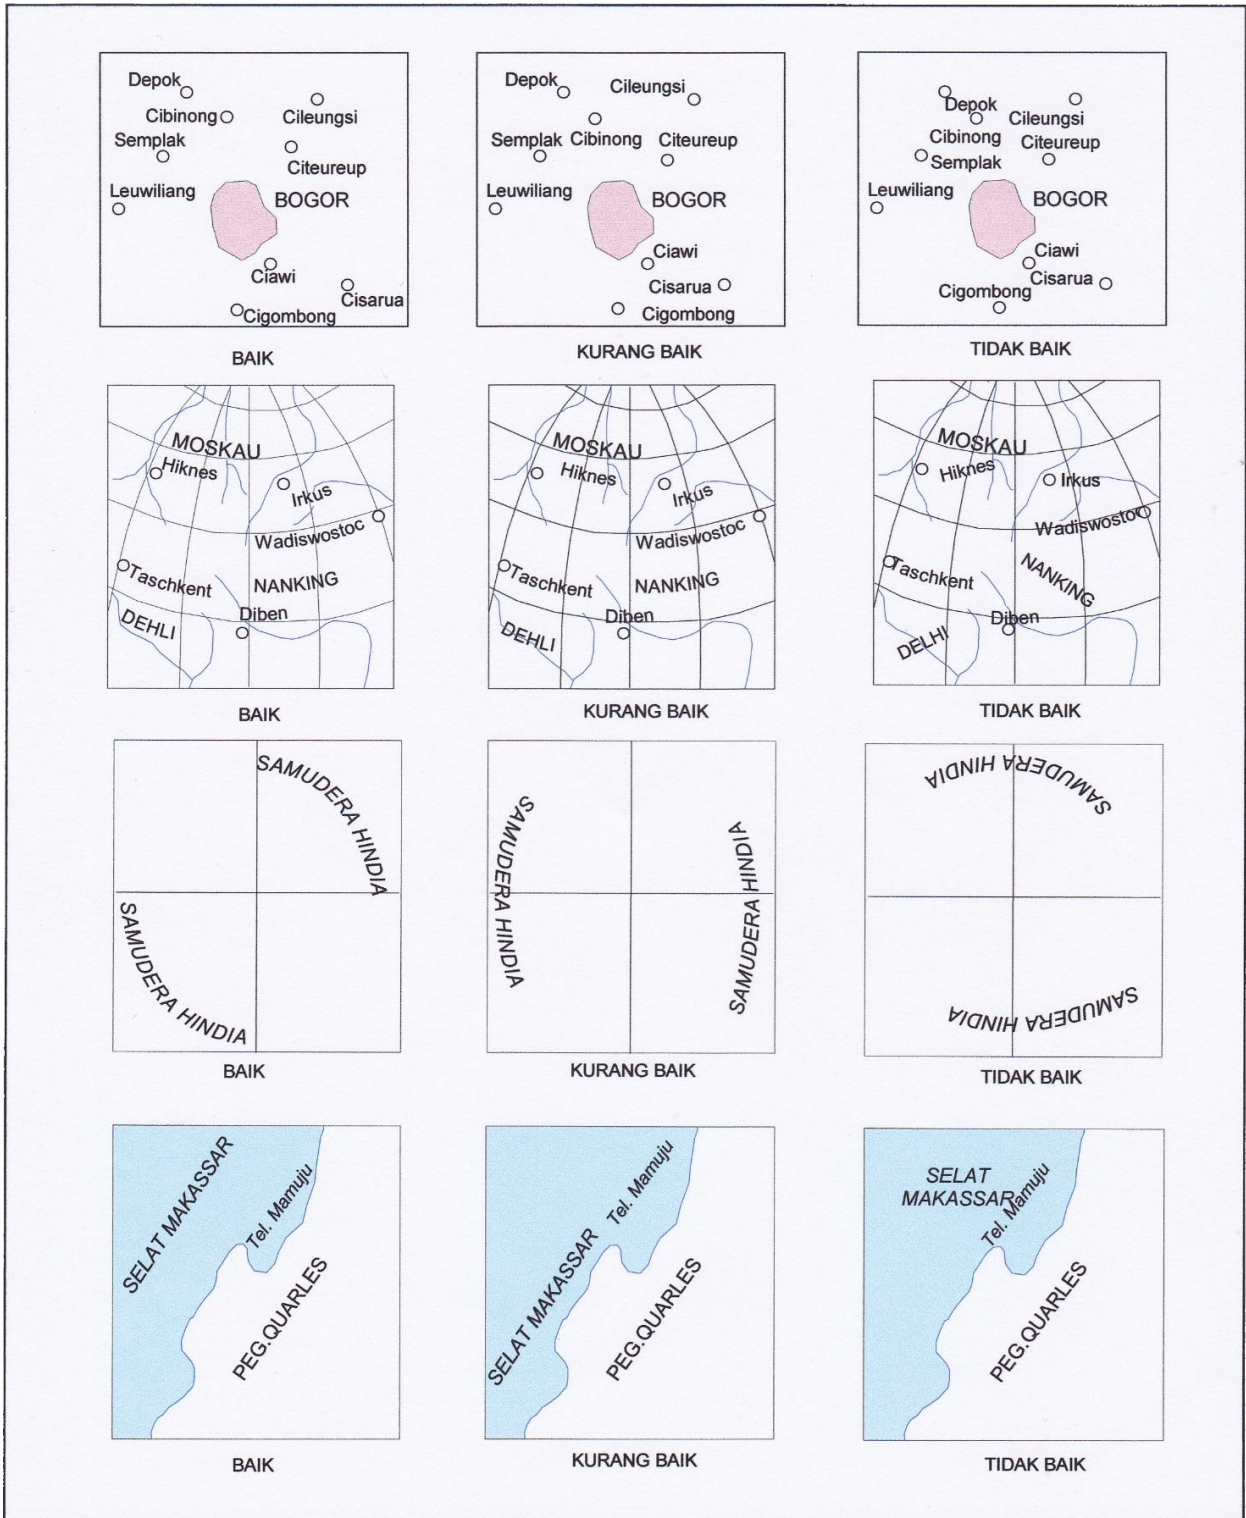 Depok
Cibinong
Cileungsi
Semplak
Citeureup
Leuwiliang
BOGOR
Ciawi
Cisarua
Cigombong
BAIK
Depok
Cileungsi
Semplak
Cibinong
Citeureup
Leuwiliang
BOGOR
Ciawi
Cisarua
Cigombong
KURANG BAIK
Depok
Cileungsi
Cibinong
Citeureup
Semplak
Leuwiliang
BOGOR
Ciawi
Cisarua
Cigombong
TIDAK BAIK
MOSKAU
Hiknes
Irkus
Wadiswostoc
Taschkent
NANKING
Diben
DEHLI
BAIK
MOSKAU
Hiknes
Irkus
Wadiswostoc
Taschkent
NANKING
Diben
DEHLI
KURANG BAIK
MOSKAU
Hiknes
Irkus
Wadiswostoc
Taschkent
NANKING
Diben
DELHI
TIDAK BAIK
SAMUDERA HINDIA
SAMUDERA HINDIA
BAIK
SAMUDERA HINDIA
SAMUDERA HINDIA
KURANG BAIK
SAMUDERA HINDIA
SAMUDERA HINDIA
TIDAK BAIK
SELAT MAKASSAR
Tel. Mamuju
PEG.QUARLES
BAIK
Tel. Mamuju
SELAT MAKASSAR
PEG.QUARLES
KURANG BAIK
SELAT
MAKASSAR
Tel. Mamuju
PEG.QUARLES
TIDAK BAIK